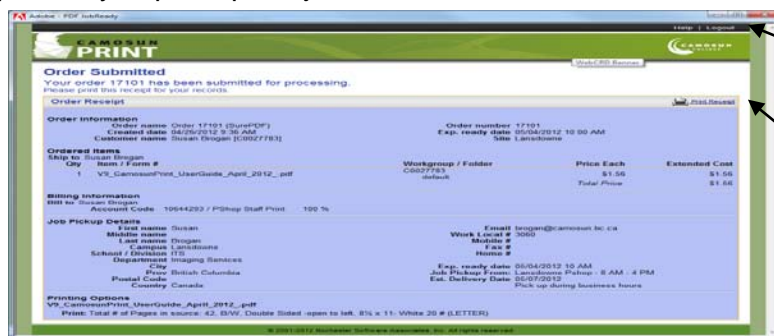 Adobe - PDF JobReady
Help | Logout
CAMOSUN
PRINT
CAMOSUN
WebCRD Banner
Order Submitted
Your order 17101 has been submitted for processing.
Please print this receipt for your records.
Order Receipt
Print Receipt
Order Information
Order name Order 17101 (SurePDF) Order number 17101
Created date 04/26/2012 9:36 AM Exp. ready date 05/04/2012 10:00 AM
Customer name Susan Brogan [C0027783] Site Lansdowne
Ordered Items
Ship to Susan Brogan
Qty Item / Form # Workgroup / Folder Price Each Extended Cost
1 V9_CamosunPrint_UserGuide_April_2012_.pdf C0027783 $1.56 $1.56
default Total Price $1.56
Billing Information
Bill to Susan Brogan
Account Code 10644293 / PShop Staff Print 100 %
Job Pickup Details
First name Susan Email brogan@camosun.bc.ca
Middle name Work Local # 3060
Last name Brogan Mobile #
Campus Lansdowne Fax #
School / Division ITS Home #
Department Imaging Services
City Exp. ready date 05/04/2012 10 AM
Prov British Columbia Job Pickup From: Lansdowne Pshop - 8 AM - 4 PM
Postal Code Est. Delivery Date 05/07/2012
Country Canada Pick up during business hours
Printing Options
V9_CamosunPrint_UserGuide_April_2012_.pdf
Print: Total # of Pages in source: 42, B/W, Double Sided -open to left, 8½ x 11- White 20 # (LETTER)
© 2001-2012 Rochester Software Associates, Inc. All rights reserved.